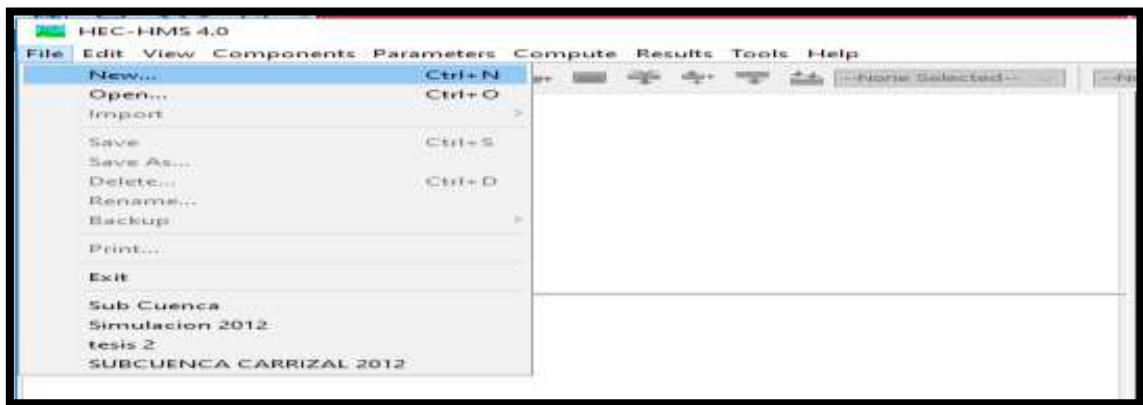 HEC-HMS 4.0
File Edit View Components Parameters Compute Results Tools Help
New... Ctrl+N
--None Selected--
Open... Ctrl+O
Import
Save Ctrl+S
Save As...
Delete... Ctrl+D
Rename...
Backup
Print...
Exit
Sub Cuenca
Simulacion 2012
tesis 2
SUBCUENCA CARRIZAL 2012